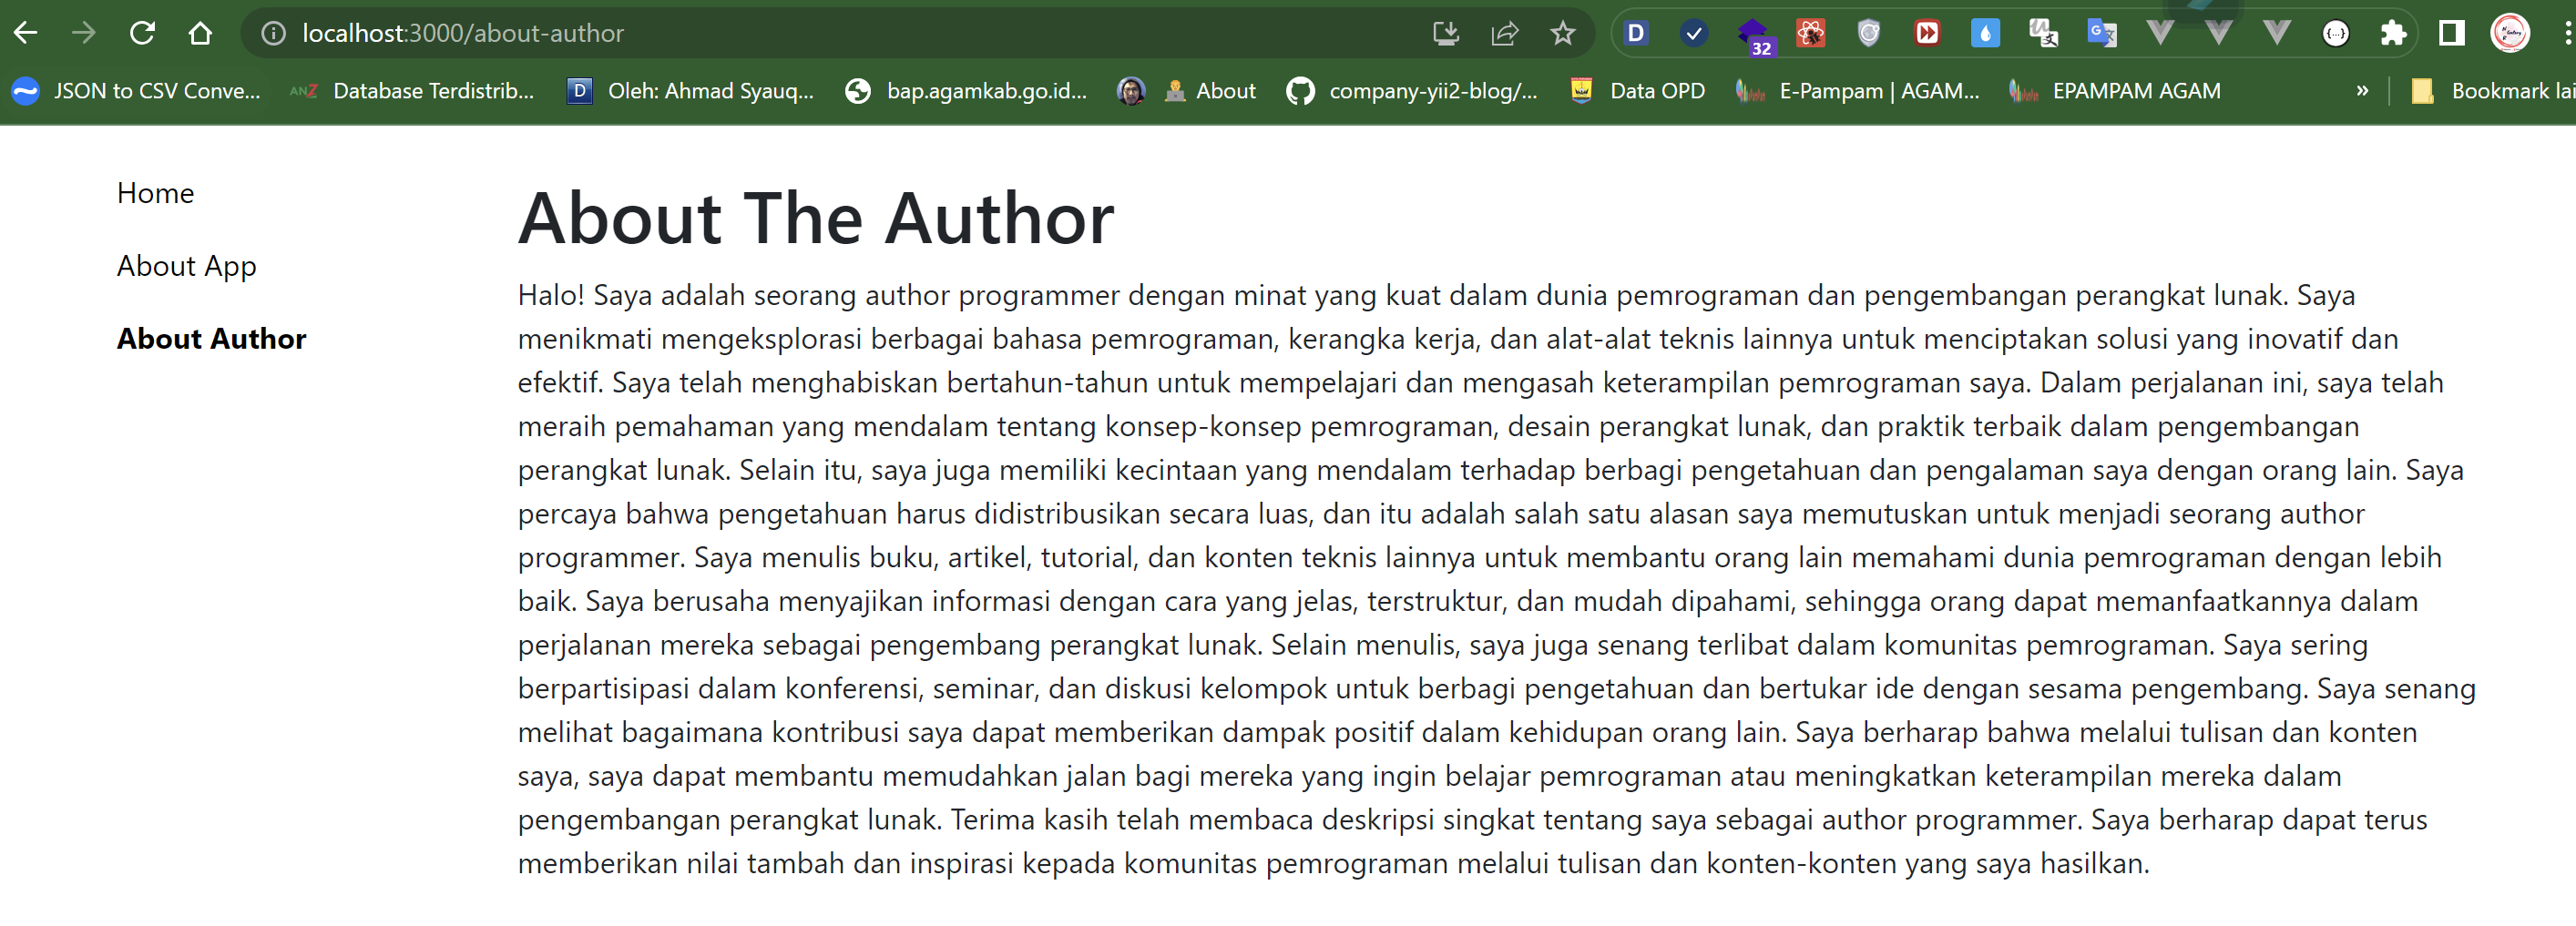 localhost:3000/about-author
32
JSON to CSV Conve...
Database Terdistrib...
Oleh: Ahmad Syauq...
bap.agamkab.go.id...
About
company-yii2-blog/...
Data OPD
E-Pampam | AGAM...
EPAMPAM AGAM
»
Bookmark lai
Home
About App
About Author
About The Author
Halo! Saya adalah seorang author programmer dengan minat yang kuat dalam dunia pemrograman dan pengembangan perangkat lunak. Saya
menikmati mengeksplorasi berbagai bahasa pemrograman, kerangka kerja, dan alat-alat teknis lainnya untuk menciptakan solusi yang inovatif dan
efektif. Saya telah menghabiskan bertahun-tahun untuk mempelajari dan mengasah keterampilan pemrograman saya. Dalam perjalanan ini, saya telah
meraih pemahaman yang mendalam tentang konsep-konsep pemrograman, desain perangkat lunak, dan praktik terbaik dalam pengembangan
perangkat lunak. Selain itu, saya juga memiliki kecintaan yang mendalam terhadap berbagi pengetahuan dan pengalaman saya dengan orang lain. Saya
percaya bahwa pengetahuan harus didistribusikan secara luas, dan itu adalah salah satu alasan saya memutuskan untuk menjadi seorang author
programmer. Saya menulis buku, artikel, tutorial, dan konten teknis lainnya untuk membantu orang lain memahami dunia pemrograman dengan lebih
baik. Saya berusaha menyajikan informasi dengan cara yang jelas, terstruktur, dan mudah dipahami, sehingga orang dapat memanfaatkannya dalam
perjalanan mereka sebagai pengembang perangkat lunak. Selain menulis, saya juga senang terlibat dalam komunitas pemrograman. Saya sering
berpartisipasi dalam konferensi, seminar, dan diskusi kelompok untuk berbagi pengetahuan dan bertukar ide dengan sesama pengembang. Saya senang
melihat bagaimana kontribusi saya dapat memberikan dampak positif dalam kehidupan orang lain. Saya berharap bahwa melalui tulisan dan konten
saya, saya dapat membantu memudahkan jalan bagi mereka yang ingin belajar pemrograman atau meningkatkan keterampilan mereka dalam
pengembangan perangkat lunak. Terima kasih telah membaca deskripsi singkat tentang saya sebagai author programmer. Saya berharap dapat terus
memberikan nilai tambah dan inspirasi kepada komunitas pemrograman melalui tulisan dan konten-konten yang saya hasilkan.